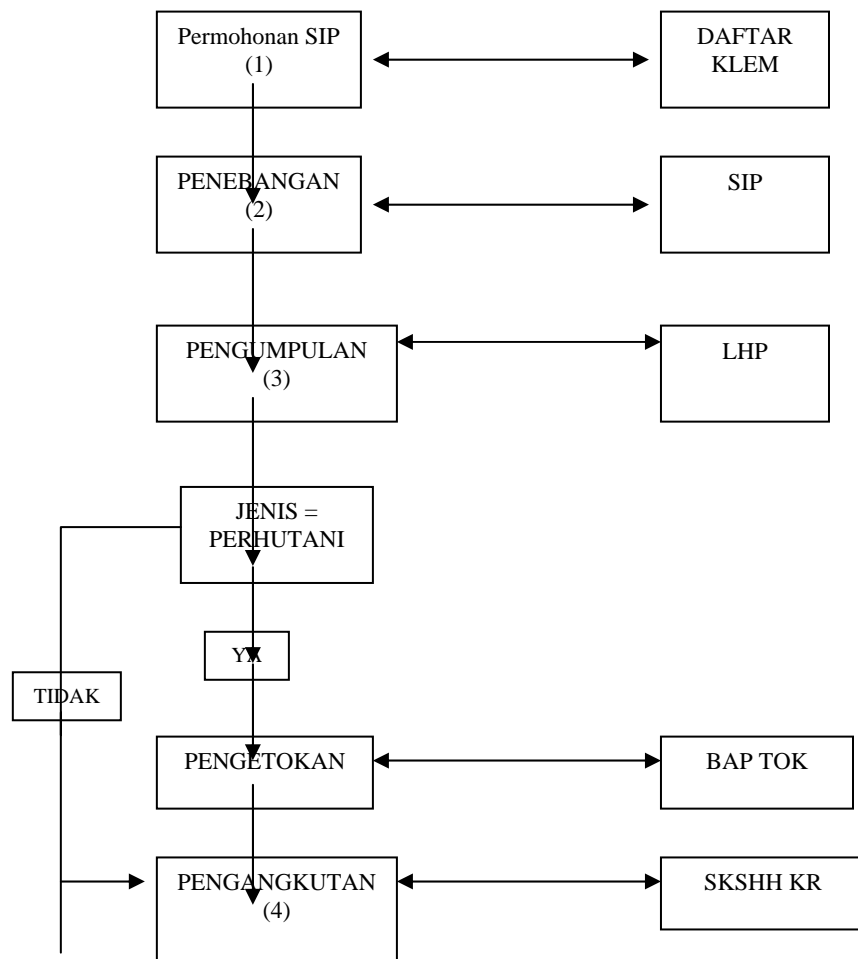 Permohonan SIP
(1)
DAFTAR
KLEM
PENEBANGAN
(2)
SIP
PENGUMPULAN
(3)
LHP
JENIS =
PERHUTANI
YA
TIDAK
PENGETOKAN
BAP TOK
PENGANGKUTAN
(4)
SKSHH KR